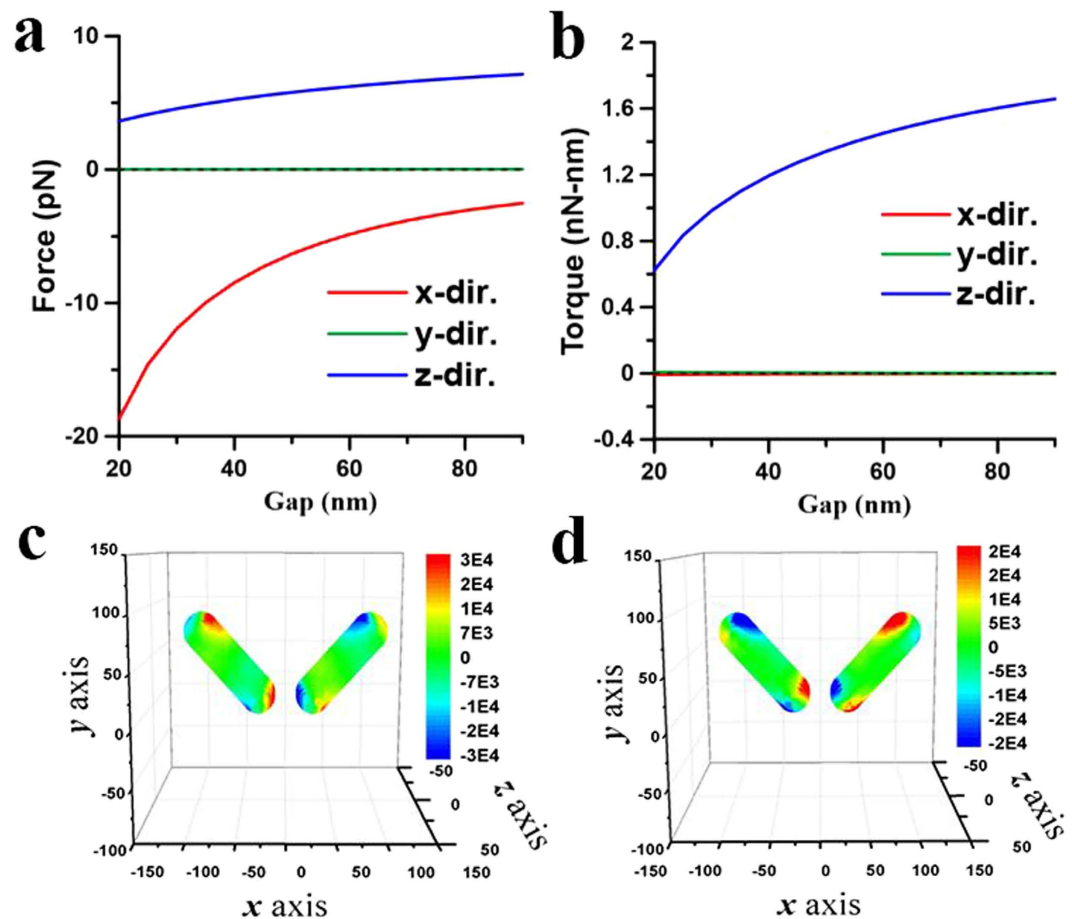 a
10
0
-10
-20
Force (pN)
x-dir.
y-dir.
z-dir.
20 40 60 80
Gap (nm)
b
2
1.6
1.2
0.8
0.4
0
-0.4
Torque (nN-nm)
x-dir.
y-dir.
z-dir.
20 40 60 80
Gap (nm)
c
150
100
50
0
-50
-100
y axis
-150 -100 -50 0 50 100 150
x axis
-50
0
50
z axis
3E4
2E4
1E4
7E3
0
-7E3
-1E4
-2E4
-3E4
d
150
100
50
0
-50
-100
y axis
-150 -100 -50 0 50 100 150
x axis
-50
0
50
z axis
2E4
2E4
1E4
5E3
0
-5E3
-1E4
-2E4
-2E4